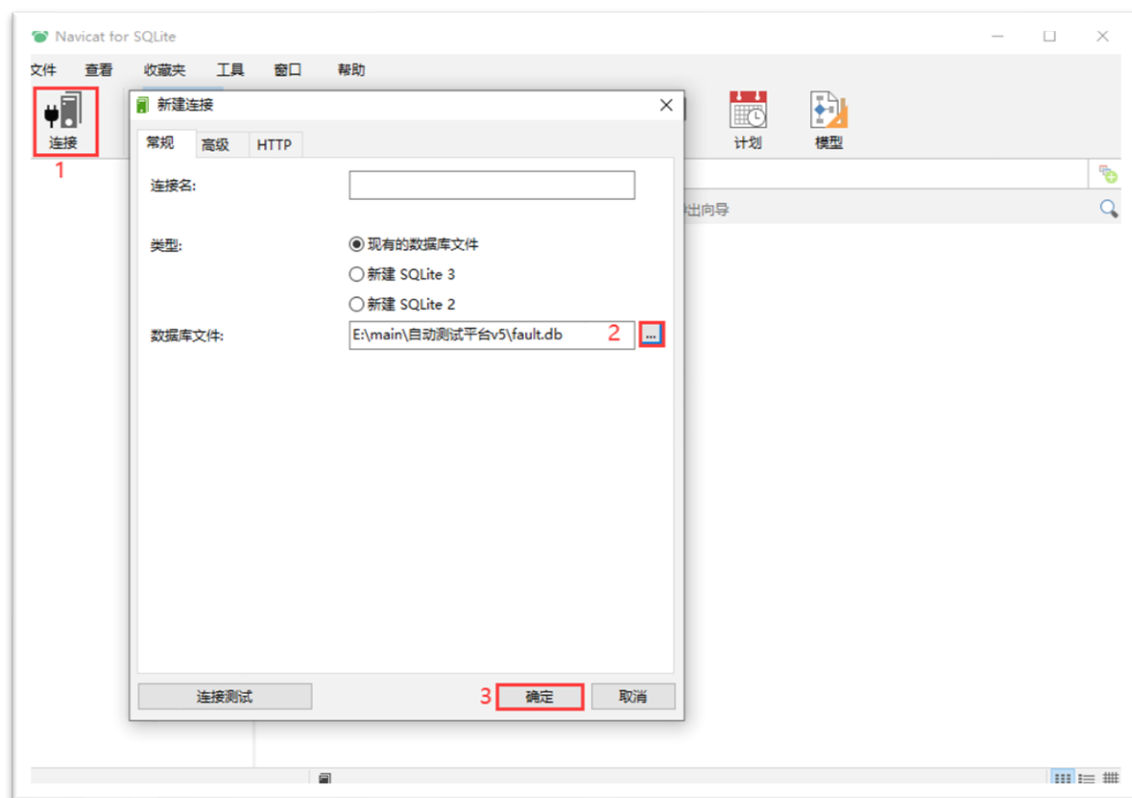 Navicat for SQLite
文件 查看 收藏夹 工具 窗口 帮助
新建连接
连接
计划
模型
1
常规 高级 HTTP
连接名:
出向导
类型:
现有的数据库文件
新建 SQLite 3
新建 SQLite 2
数据库文件:
E:\main\自动测试平台v5\fault.db
2
...
连接测试
3
确定
取消